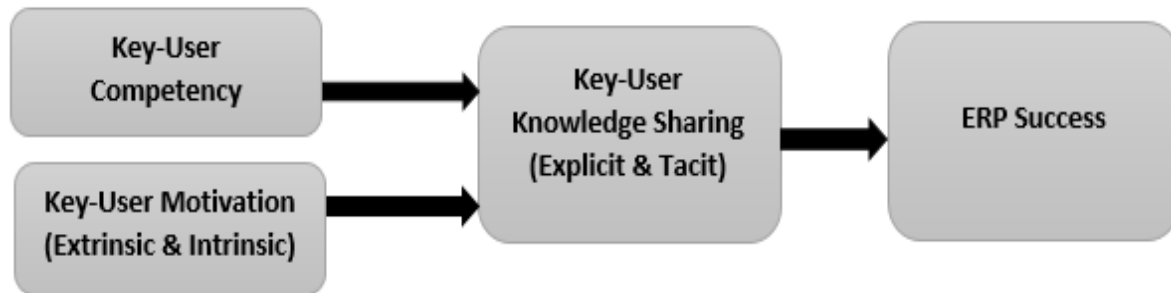 Key-User
Competency
Key-User Motivation
(Extrinsic & Intrinsic)
Key-User
Knowledge Sharing
(Explicit & Tacit)
ERP Success